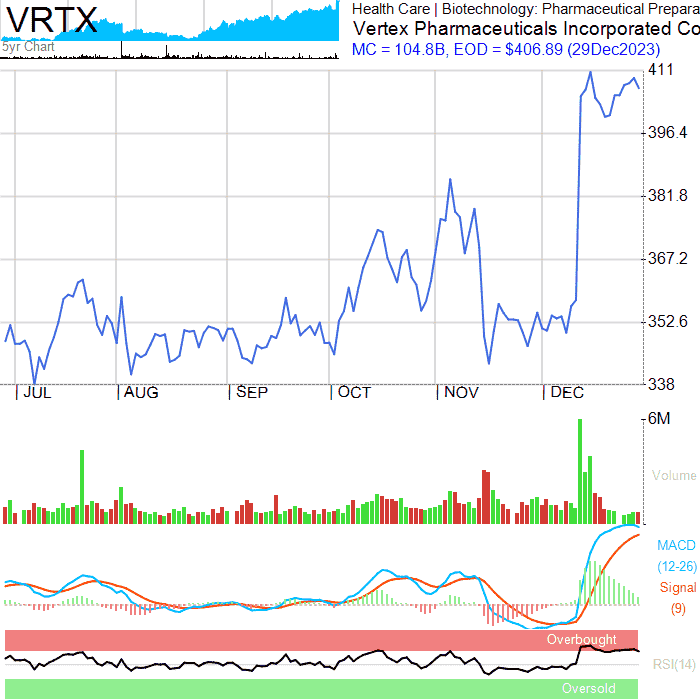 VRTX
5yr Chart
Health Care | Biotechnology: Pharmaceutical Prepara
Vertex Pharmaceuticals Incorporated Co
MC = 104.8B, EOD = $406.89 (29Dec2023)
411
396.4
381.8
367.2
352.6
338
JUL AUG SEP OCT NOV DEC
6M
Volume
MACD
(12-26)
Signal
(9)
Overbought
RSI(14)
Oversold